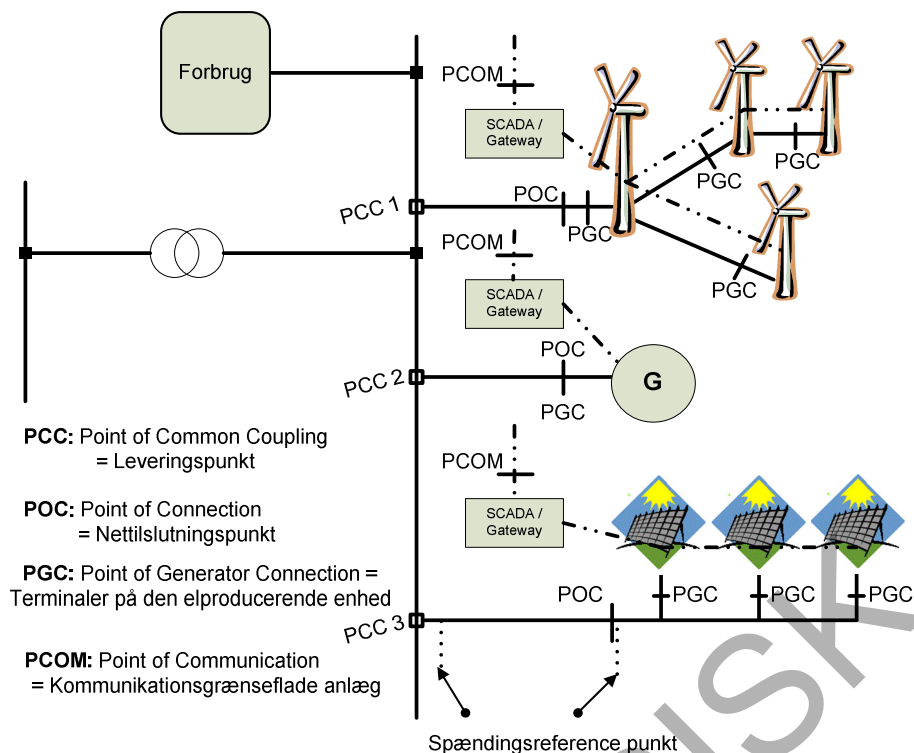 Forbrug
PCOM
SCADA /
Gateway
PGC
PGC
POC
PGC
PGC
PCC 1
PCOM
SCADA /
Gateway
POC
G
PCC 2
PGC
PCC: Point of Common Coupling
= Leveringspunkt
PCOM
POC: Point of Connection
= Nettilslutningspunkt
SCADA /
Gateway
PGC: Point of Generator Connection =
Terminaler på den elproducerende enhed
POC
PGC
PGC
PGC
PCC 3
PCOM: Point of Communication
= Kommunikationsgrænseflade anlæg
Spændingsreference punkt